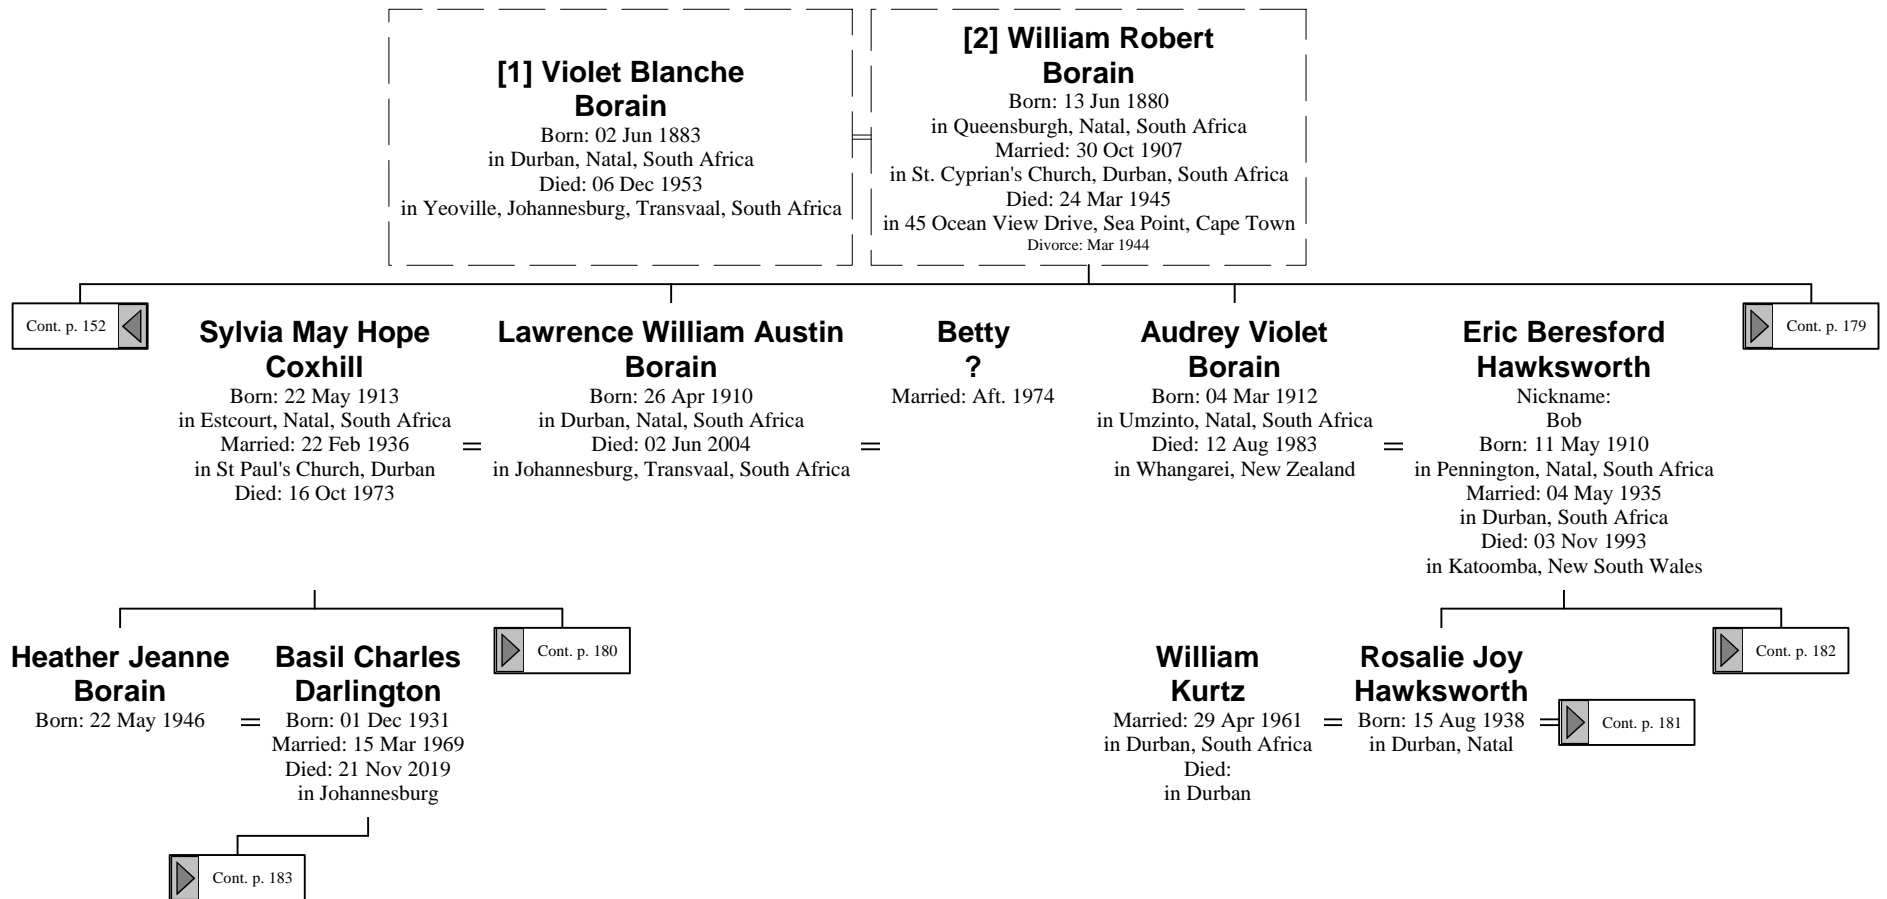 [1] Violet Blanche
Borain
Born: 02 Jun 1883
in Durban, Natal, South Africa
Died: 06 Dec 1953
in Yeoville, Johannesburg, Transvaal, South Africa
[2] William Robert
Borain
Born: 13 Jun 1880
in Queensburgh, Natal, South Africa
Married: 30 Oct 1907
in St. Cyprian's Church, Durban, South Africa
Died: 24 Mar 1945
in 45 Ocean View Drive, Sea Point, Cape Town
Divorce: Mar 1944
Cont. p. 152
Sylvia May Hope
Coxhill
Born: 22 May 1913
in Estcourt, Natal, South Africa
Married: 22 Feb 1936
in St Paul's Church, Durban
Died: 16 Oct 1973
=
Lawrence William Austin
Borain
Born: 26 Apr 1910
in Durban, Natal, South Africa
Died: 02 Jun 2004
in Johannesburg, Transvaal, South Africa
=
Betty
?
Married: Aft. 1974
Audrey Violet
Borain
Born: 04 Mar 1912
in Umzinto, Natal, South Africa
Died: 12 Aug 1983
in Whangarei, New Zealand
=
Eric Beresford
Hawksworth
Nickname:
Bob
Born: 11 May 1910
in Pennington, Natal, South Africa
Married: 04 May 1935
in Durban, South Africa
Died: 03 Nov 1993
in Katoomba, New South Wales
Cont. p. 179
Heather Jeanne
Borain
Born: 22 May 1946
=
Basil Charles
Darlington
Born: 01 Dec 1931
Married: 15 Mar 1969
Died: 21 Nov 2019
in Johannesburg
Cont. p. 180
William
Kurtz
Married: 29 Apr 1961
in Durban, South Africa
Died:
in Durban
=
Rosalie Joy
Hawksworth
Born: 15 Aug 1938
in Durban, Natal
=
Cont. p. 181
Cont. p. 182
Cont. p. 183